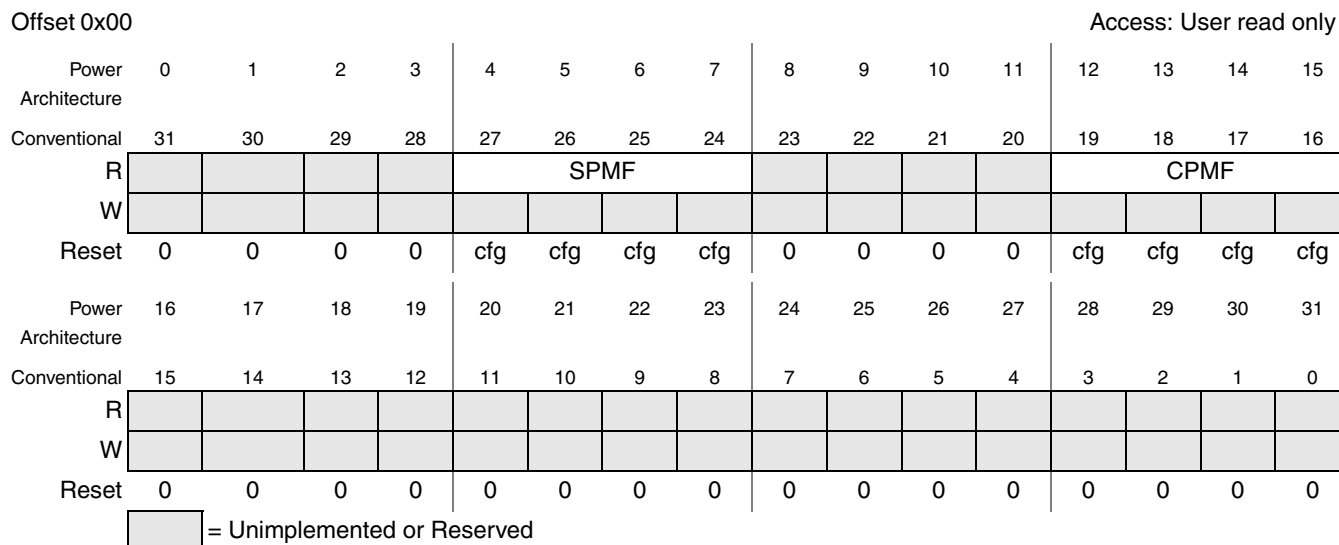 Offset 0x00 Access: User read only
Power 0 1 2 3 4 5 6 7 8 9 10 11 12 13 14 15
Architecture
Conventional 31 30 29 28 27 26 25 24 23 22 21 20 19 18 17 16
R SPMF CPMF
W
Reset 0 0 0 0 cfg cfg cfg cfg 0 0 0 0 cfg cfg cfg cfg
Power 16 17 18 19 20 21 22 23 24 25 26 27 28 29 30 31
Architecture
Conventional 15 14 13 12 11 10 9 8 7 6 5 4 3 2 1 0
R
W
Reset 0 0 0 0 0 0 0 0 0 0 0 0 0 0 0 0
= Unimplemented or Reserved